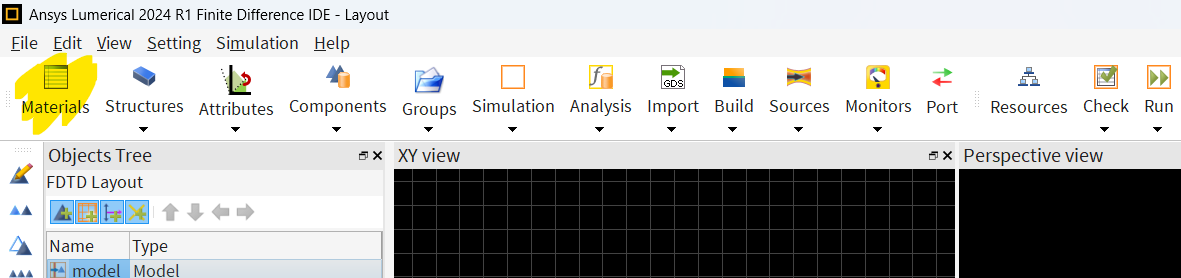 Ansys Lumerical 2024 R1 Finite Difference IDE - Layout
File Edit View Setting Simulation Help
GDS
Materials Structures Attributes Components Groups Simulation Analysis Import Build Sources Monitors Port Resources Check Run
Objects Tree
XY view
Perspective view
FDTD Layout
Name Type
model Model